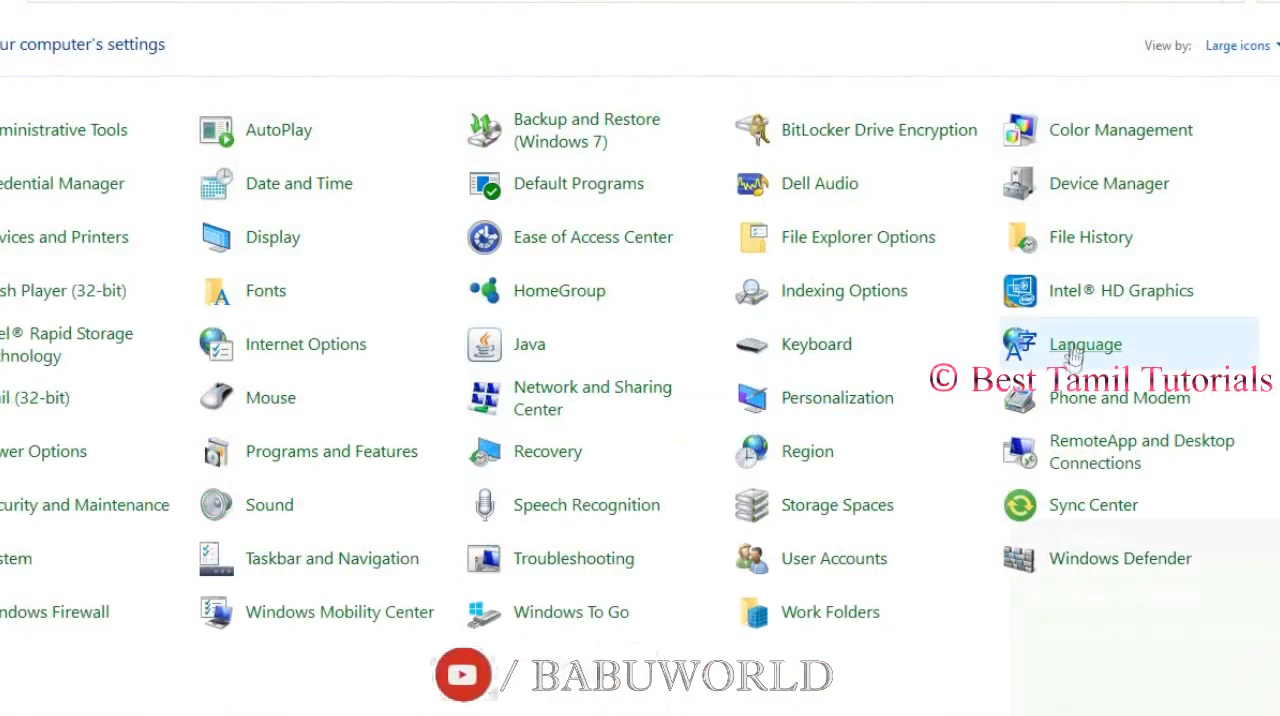 ur computer's settings
View by: Large icons
ministrative Tools
AutoPlay
Backup and Restore
(Windows 7)
BitLocker Drive Encryption
Color Management
edential Manager
Date and Time
Default Programs
Dell Audio
Device Manager
vices and Printers
Display
Ease of Access Center
File Explorer Options
File History
sh Player (32-bit)
Fonts
HomeGroup
Indexing Options
Intel® HD Graphics
el® Rapid Storage
hnology
Internet Options
Java
Keyboard
Language
© Best Tamil Tutorials
il (32-bit)
Mouse
Network and Sharing
Center
Personalization
Phone and Modem
wer Options
Programs and Features
Recovery
Region
RemoteApp and Desktop
Connections
curity and Maintenance
Sound
Speech Recognition
Storage Spaces
Sync Center
stem
Taskbar and Navigation
Troubleshooting
User Accounts
Windows Defender
ndows Firewall
Windows Mobility Center
Windows To Go
Work Folders
/ BABUWORLD